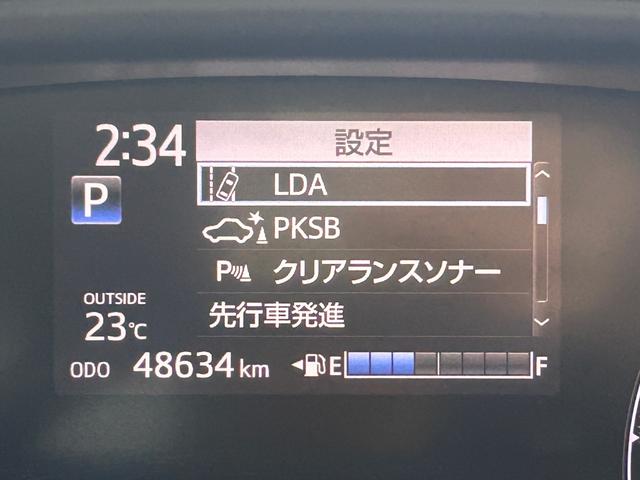 2:34
設定
P
LDA
PKSB
P クリアランスソナー
先行車発進
OUTSIDE
23℃
ODO 48634 km E F